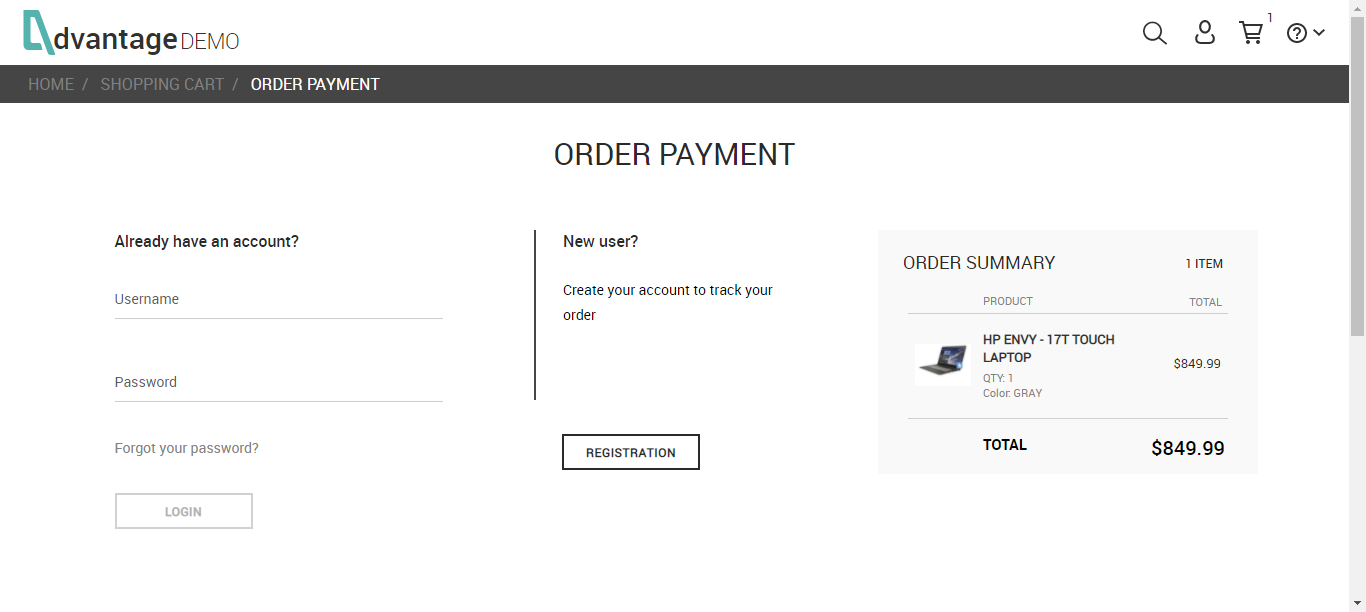 dvantage DEMO
1
HOME / SHOPPING CART / ORDER PAYMENT
ORDER PAYMENT
Already have an account?
Username
Password
Forgot your password?
LOGIN
New user?
Create your account to track your
order
REGISTRATION
ORDER SUMMARY 1 ITEM
PRODUCT TOTAL
HP ENVY - 17T TOUCH
LAPTOP
$849.99
QTY: 1
Color: GRAY
TOTAL $849.99